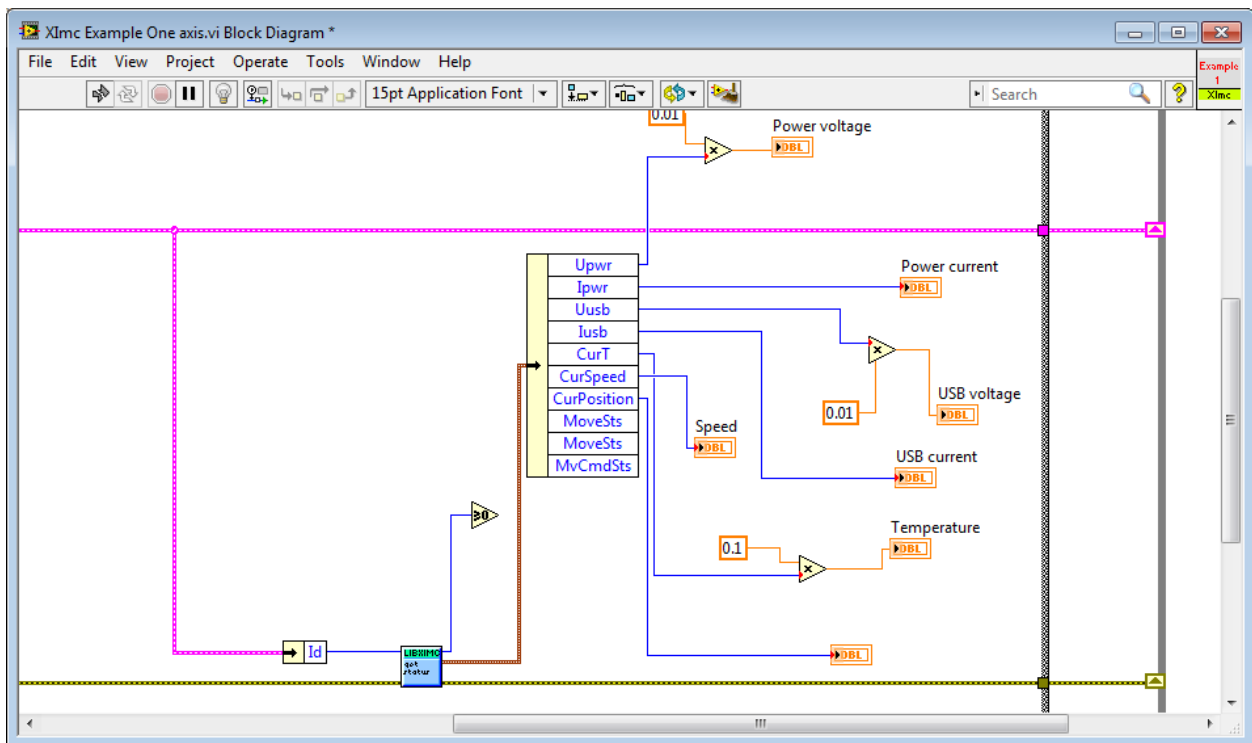 XImc Example One axis.vi Block Diagram *
File Edit View Project Operate Tools Window Help
15pt Application Font
Search
Example
1
XImc
0.01
Power voltage
DBL
Upwr
Ipwr
Uusb
Iusb
CurT
CurSpeed
CurPosition
MoveSts
MoveSts
MvCmdSts
Power current
DBL
x
x
0.01
USB voltage
DBL
Speed
DBL
USB current
DBL
≥0
Temperature
0.1
DBL
x
Id
LIBXIMC
get
status
DBL